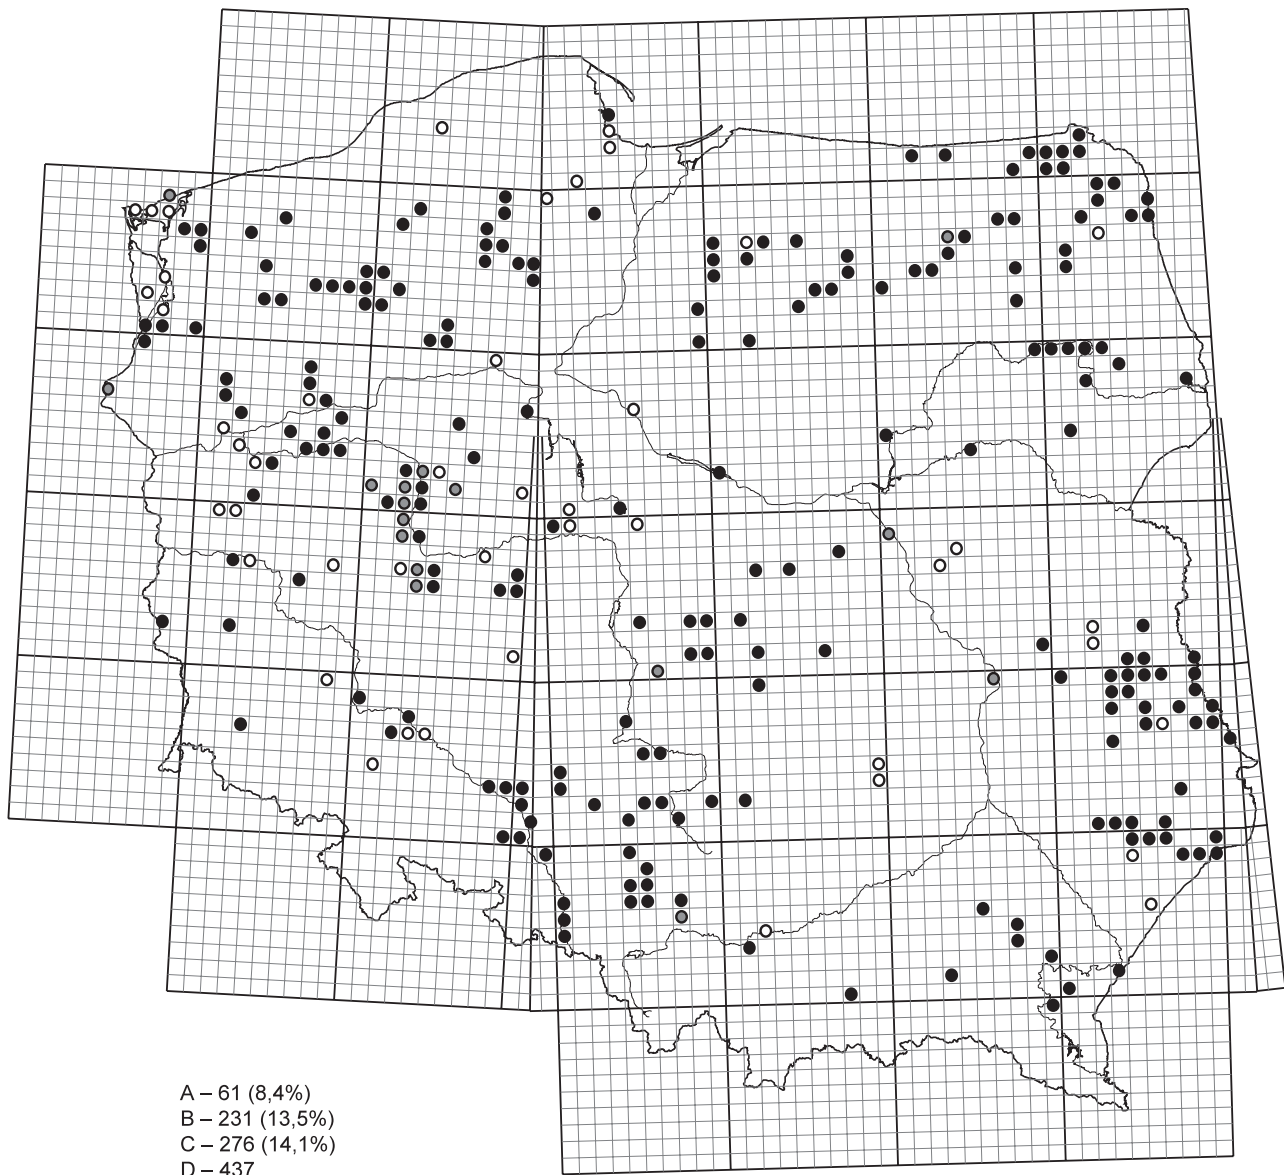 A – 61 (8,4%)
B – 231 (13,5%)
C – 276 (14,1%)
D – 437